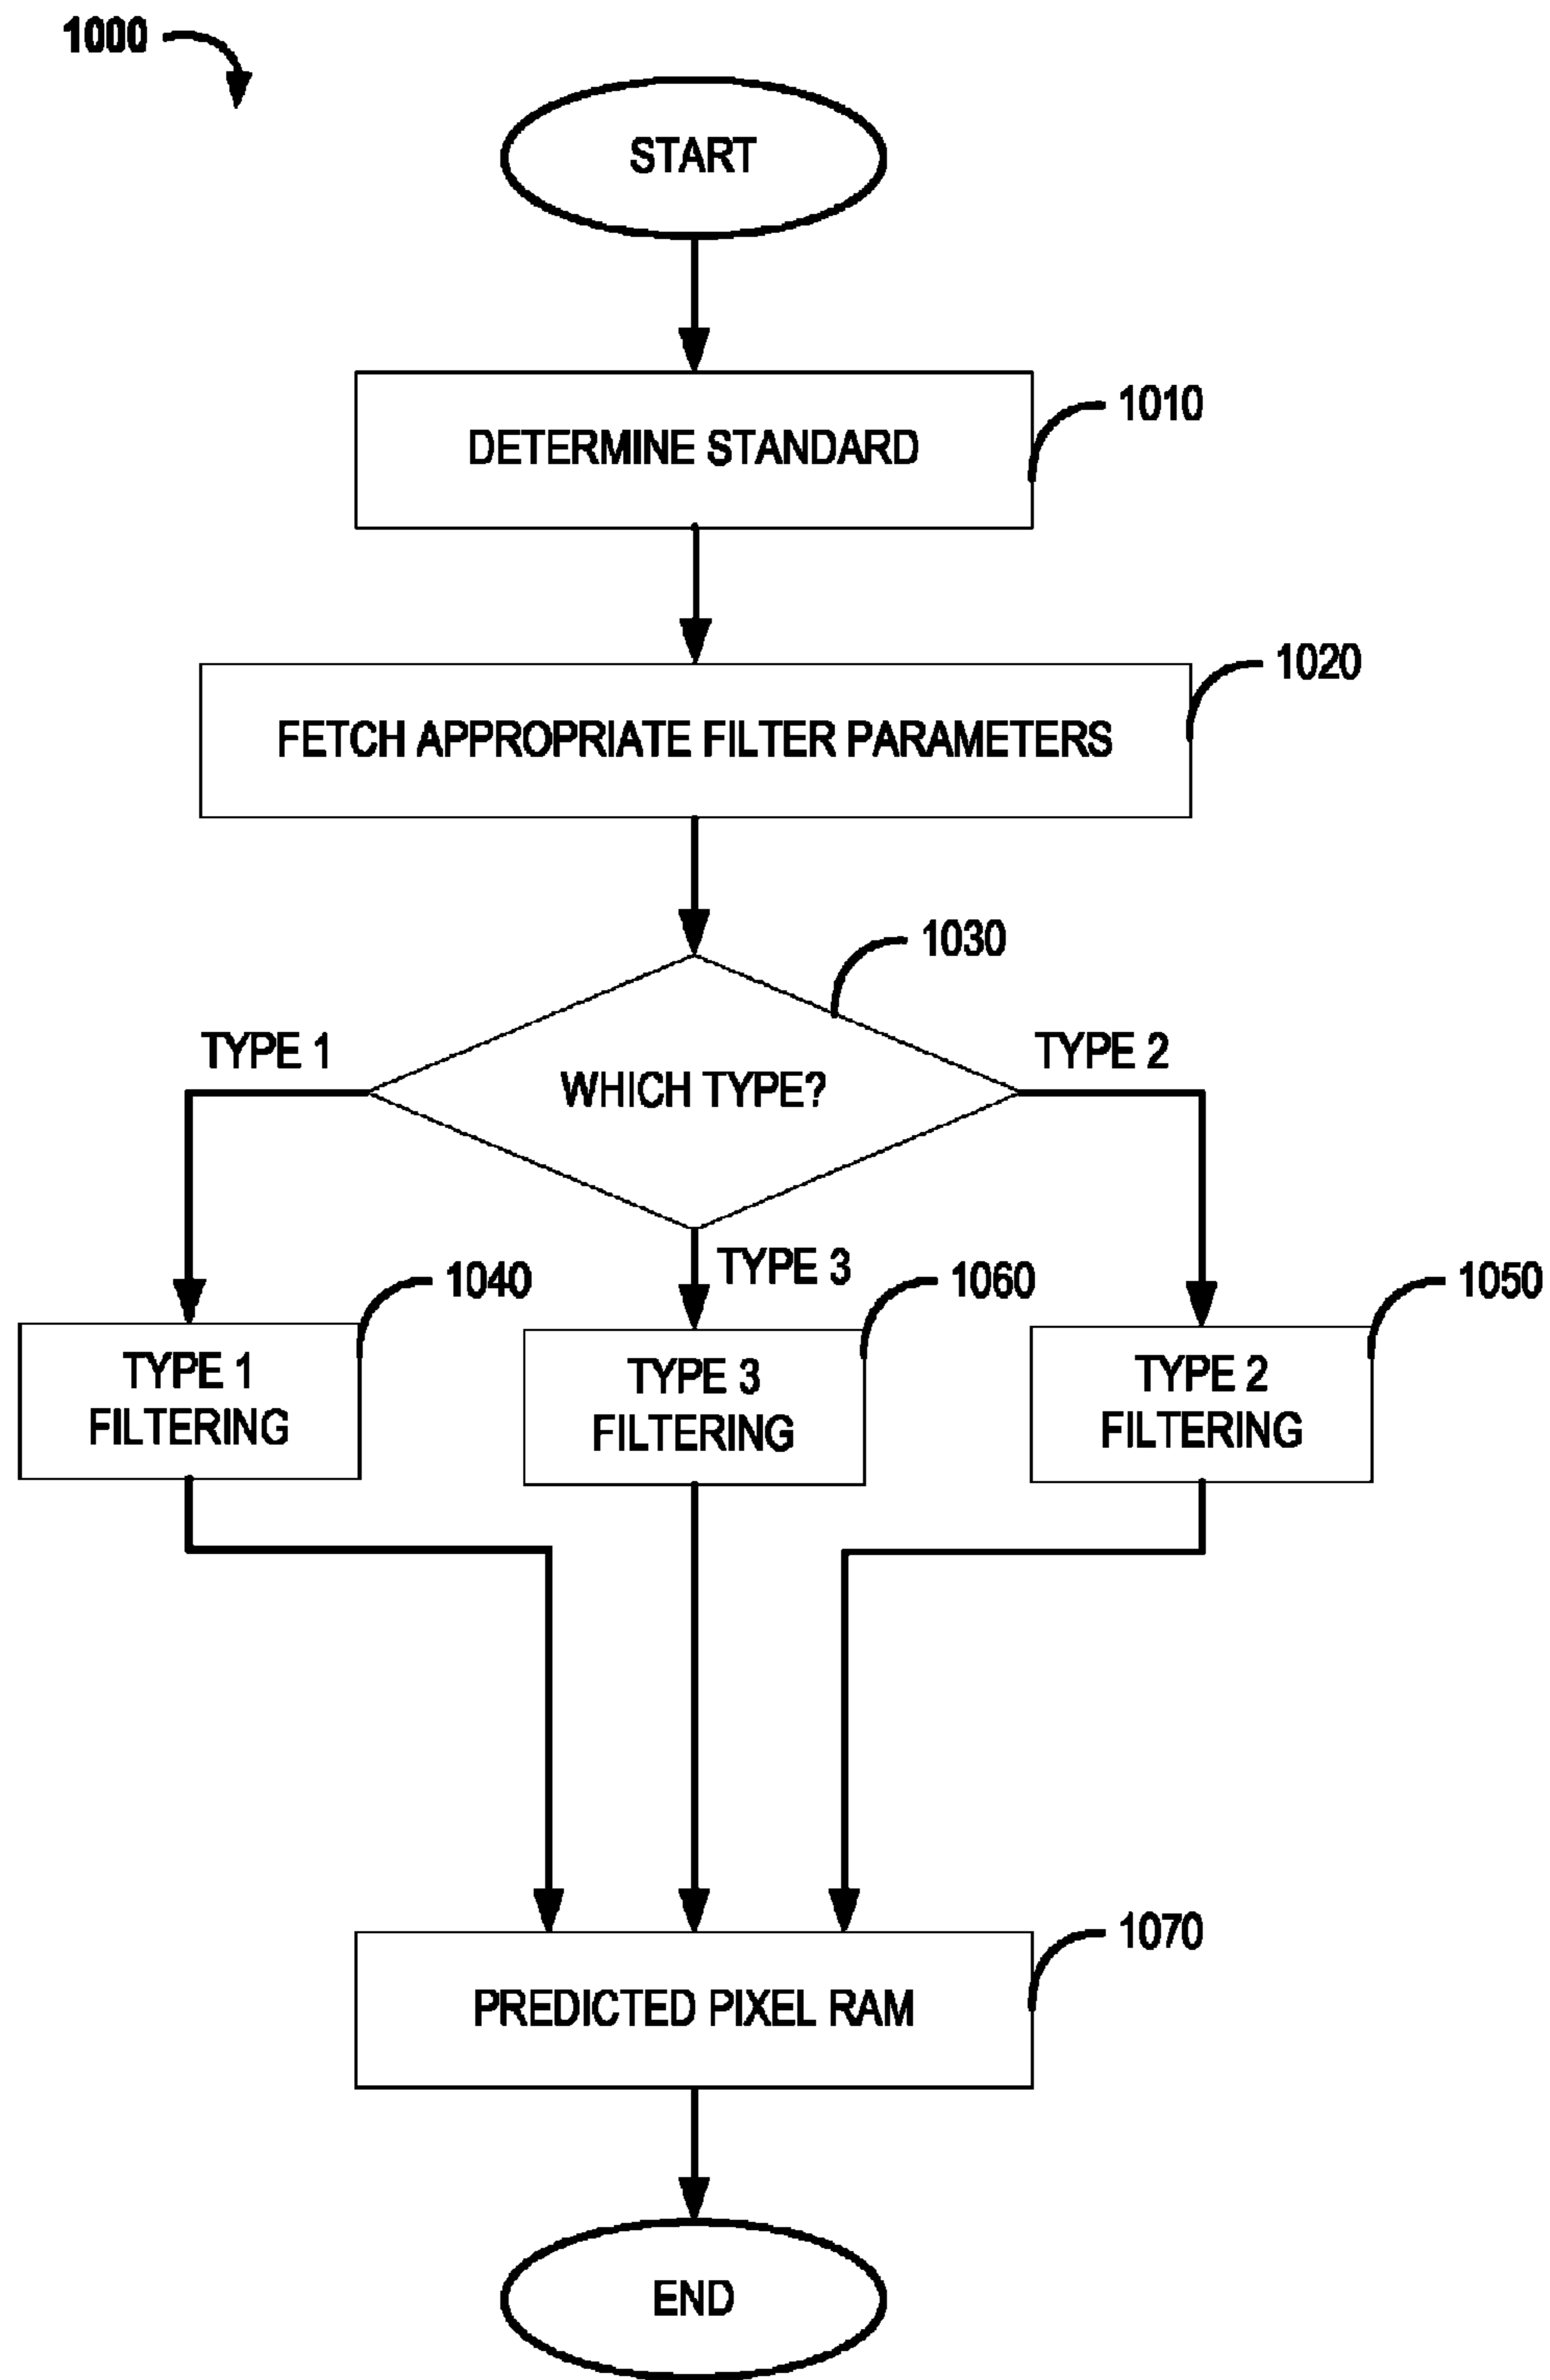 1000
START
DETERMINE STANDARD
1010
FETCH APPROPRIATE FILTER PARAMETERS
1020
1030
TYPE 1
WHICH TYPE?
TYPE 2
TYPE 3
1040
1060
1050
TYPE 1
FILTERING
TYPE 3
FILTERING
TYPE 2
FILTERING
PREDICTED PIXEL RAM
1070
END